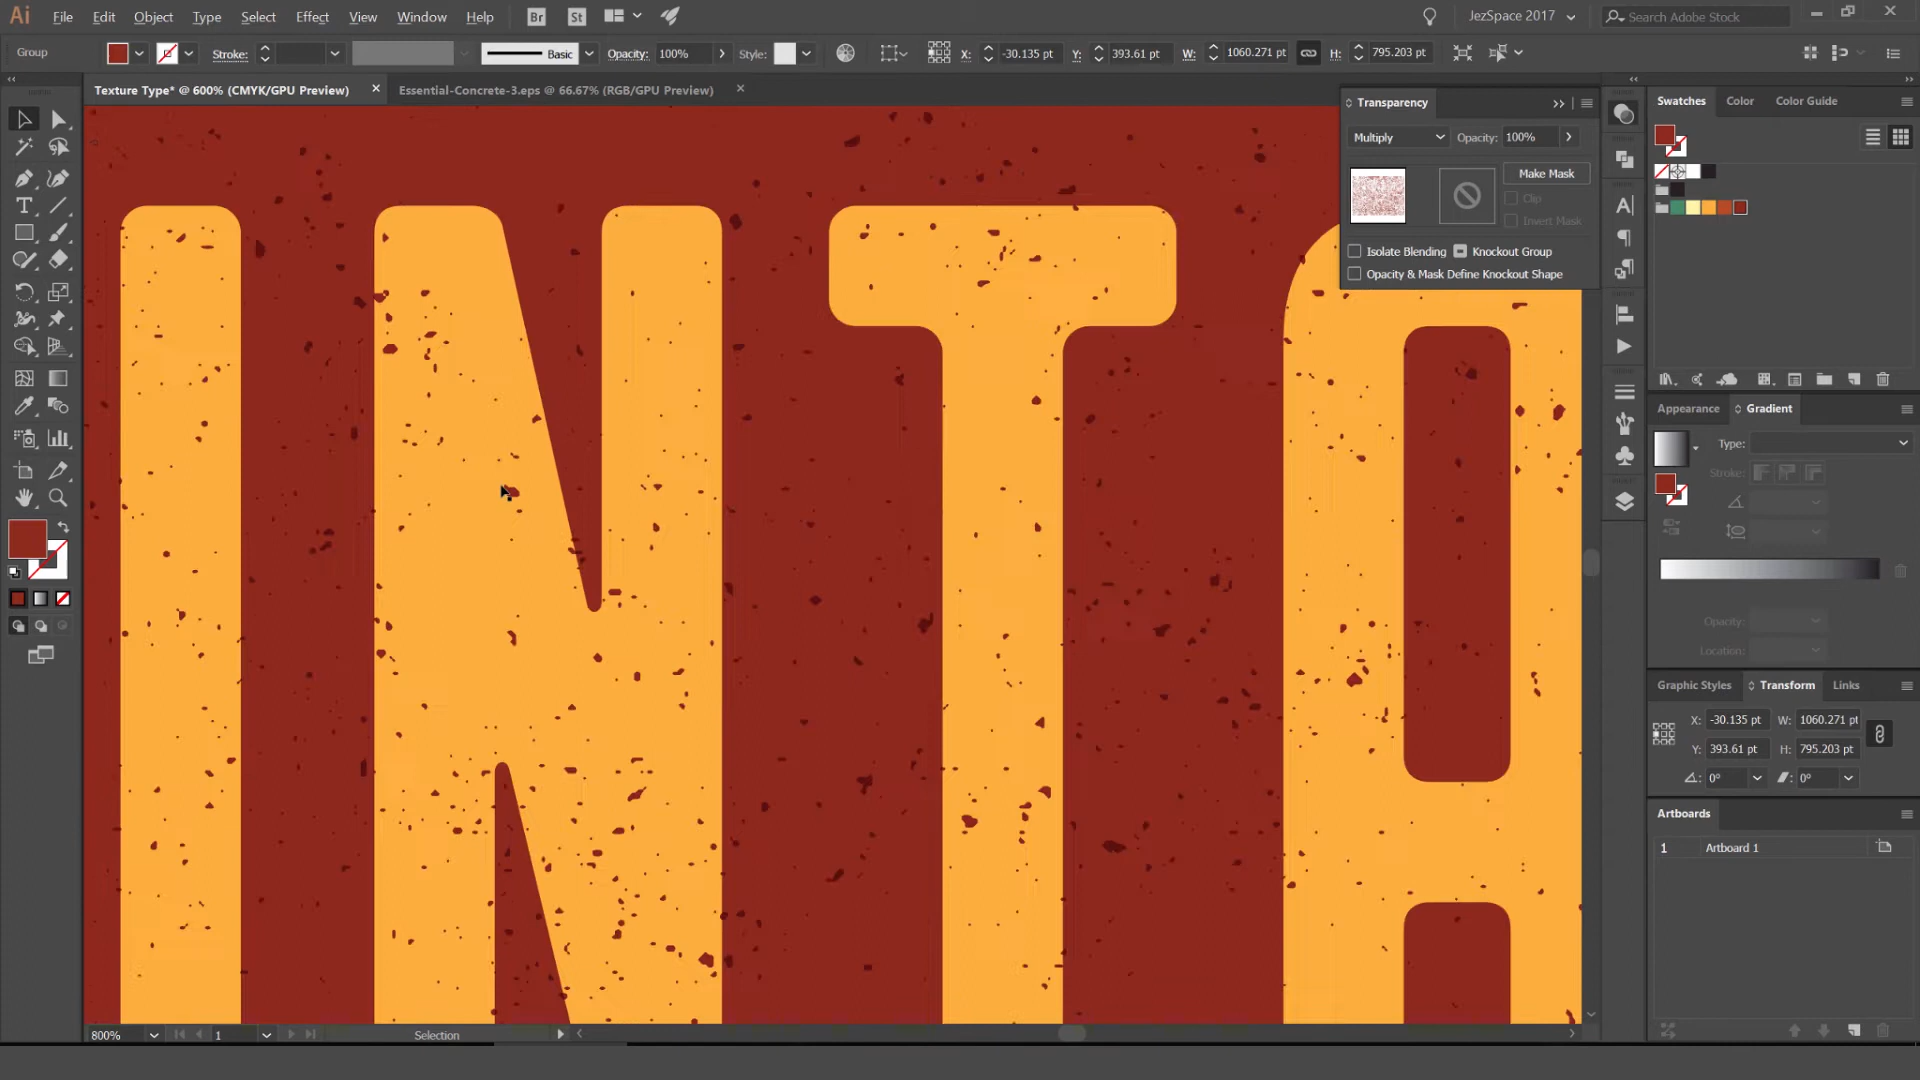 Ai File Edit Object Type Select Effect View Window Help Br St JezSpace 2017 Search Adobe Stock
Group Stroke: Basic Opacity: 100% Style: X: -30.135 pt Y: 393.61 pt W: 1060.271 pt H: 795.203 pt
Texture Type* @ 600% (CMYK/GPU Preview) × Essential-Concrete-3.eps @ 66.67% (RGB/GPU Preview) ×
Transparency
Multiply Opacity: 100%
Make Mask
Clip
Invert Mask
Isolate Blending Knockout Group
Opacity & Mask Define Knockout Shape
Swatches Color Color Guide
Appearance Gradient
Type:
Stroke:
Opacity:
Location:
Graphic Styles Transform Links
X: -30.135 pt W: 1060.271 pt
Y: 393.61 pt H: 795.203 pt
0° 0°
Artboards
1 Artboard 1
INTA
800% 1 Selection